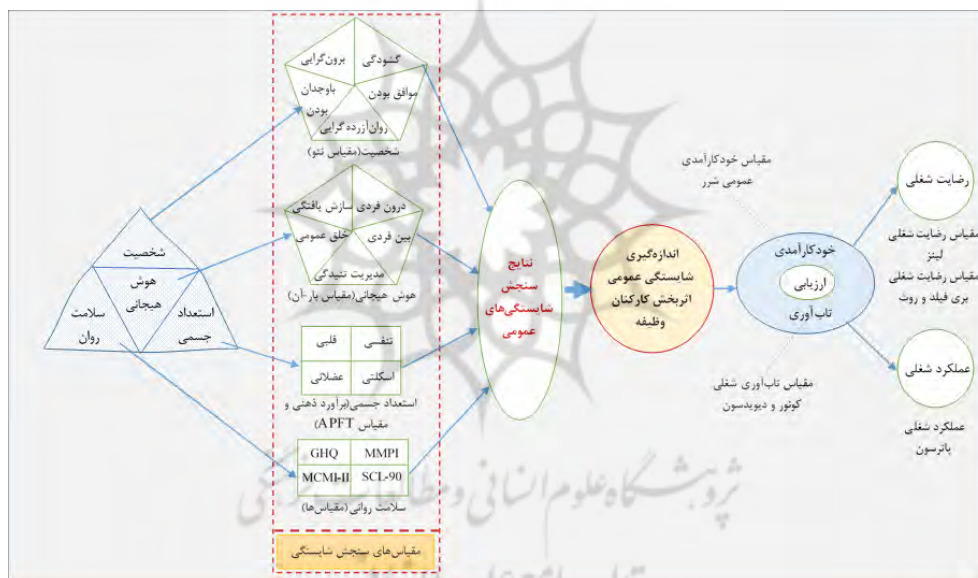 برون‌گرایی
گشودگی
باوجدان
بودن
موافق بودن
روان‌آزرده گرایی
شخصیت(مقیاس نئو)
سازش یافتگی
درون فردی
خلق عمومی
بین فردی
مدیریت تنیدگی
هوش هیجانی(مقیاس بار-آن)
قلبی
تنفسی
عضلانی
اسکلتی
استعداد جسمی(برآورد ذهنی و
مقیاس APFT)
GHQ
MMPI
MCMI-II
SCL-90
سلامت روانی(مقیاس‌ها)
مقیاس‌های سنجش شایستگی
شخصیت
هوش
هیجانی
سلامت
روان
استعداد
جسمی
نتایج
سنجش
شایستگی‌های
عمومی
اندازه‌گیری
شایستگی عمومی
اثربخش کارکنان
وظیفه
مقیاس خودکارآمدی
عمومی شرر
خودکارآمدی
ارزیابی
تاب‌آوری
مقیاس تاب‌آوری شغلی
کونور و دیویدسون
رضایت شغلی
مقیاس رضایت شغلی
لینز
مقیاس رضایت شغلی
بری فیلد و روث
عملکرد شغلی
عملکرد شغلی
پاترسون
پژوهشگاه علوم انسانی و مطالعات فرهنگی